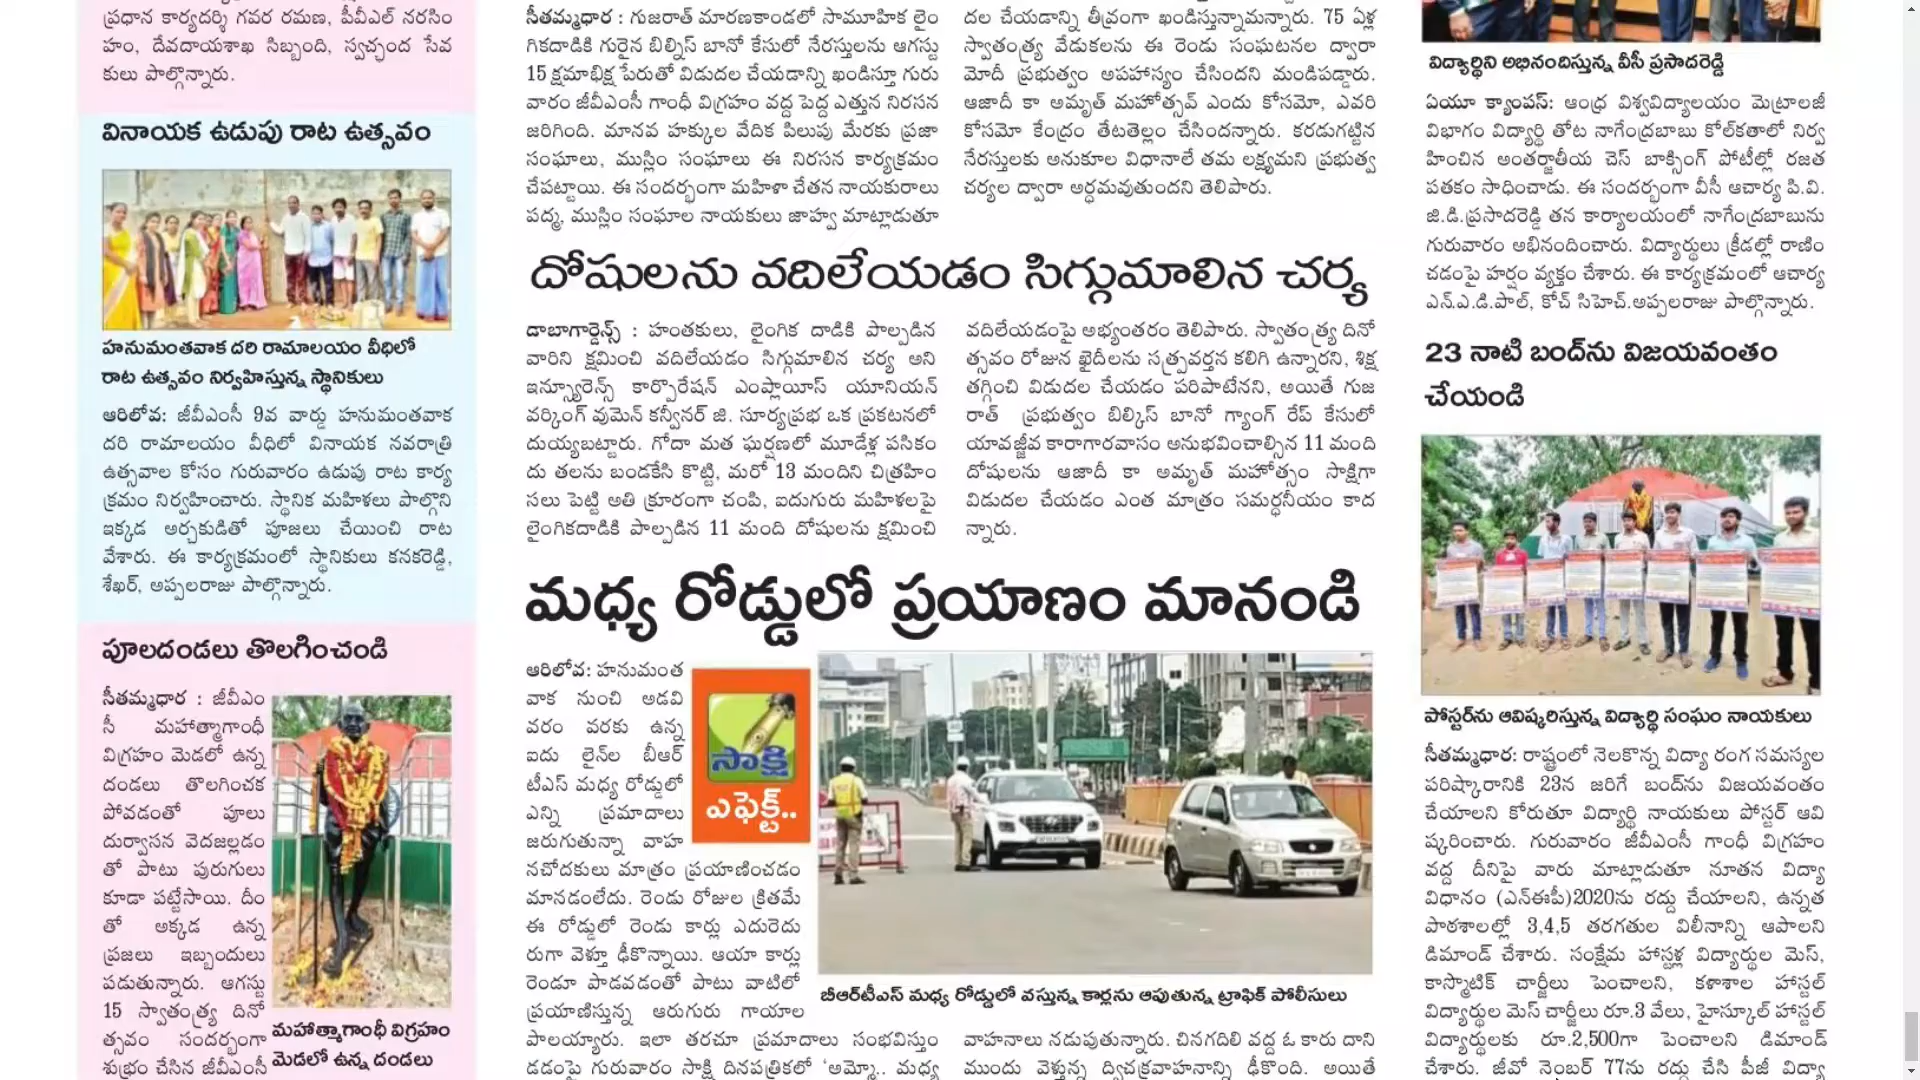 ప్రధాన కార్యదర్శి గవర రమణ, పీవీఎల్ నరసిం
హం, దేవదాయశాఖ సిబ్బంది, స్వచ్ఛంద సేవ
కులు పాల్గొన్నారు.
వినాయక ఉడుపు రాట ఉత్సవం
హనుమంతవాక దరి రామాలయం వీధిలో
రాట ఉత్సవం నిర్వహిస్తున్న స్థానికులు
ఆరిలోవ: జీవీఎంసీ 9వ వార్డు హనుమంతవాక
దరి రామాలయం వీధిలో వినాయక నవరాత్రి
ఉత్సవాల కోసం గురువారం ఉడుపు రాట కార్య
క్రమం నిర్వహించారు. స్థానిక మహిళలు పాల్గొని
ఇక్కడ అర్చకుడితో పూజలు చేయించి రాట
వేశారు. ఈ కార్యక్రమంలో స్థానికులు కనకరెడ్డి,
శేఖర్, అప్పలరాజు పాల్గొన్నారు.
పూలదండలు తొలగించండి
సీతమ్మధార : జీవీఎం
సీ మహాత్మాగాంధీ
విగ్రహం మెడలో ఉన్న
దండలు తొలగించక
పోవడంతో పూలు
దుర్వాసన వెదజల్లడం
తో పాటు పురుగులు
కూడా పట్టేసాయి. దీం
తో అక్కడ ఉన్న
ప్రజలు ఇబ్బందులు
పడుతున్నారు. ఆగస్టు
15 స్వాతంత్ర్య దినో
త్సవం సందర్భంగా
శుభ్రం చేసిన జీవీఎంసీ
మహాత్మాగాంధీ విగ్రహం
మెడలో ఉన్న దండలు
సీతమ్మధార : గుజరాత్ మారణకాండలో సామూహిక లైం
గికదాడికి గురైన బిల్కిస్ బానో కేసులో నేరస్తులను ఆగస్టు
15 క్షమాభిక్ష పేరుతో విడుదల చేయడాన్ని ఖండిస్తూ గురు
వారం జీవీఎంసీ గాంధీ విగ్రహం వద్ద పెద్ద ఎత్తున నిరసన
జరిగింది. మానవ హక్కుల వేదిక పిలుపు మేరకు ప్రజా
సంఘాలు, ముస్లిం సంఘాలు ఈ నిరసన కార్యక్రమం
చేపట్టాయి. ఈ సందర్భంగా మహిళా చేతన నాయకురాలు
పద్మ, ముస్లిం సంఘాల నాయకులు జాహ్వ మాట్లాడుతూ
దల చేయడాన్ని తీవ్రంగా ఖండిస్తున్నామన్నారు. 75 ఏళ్ల
స్వాతంత్ర్య వేడుకలను ఈ రెండు సంఘటనల ద్వారా
మోదీ ప్రభుత్వం అపహాస్యం చేసిందని మండిపడ్డారు.
ఆజాదీ కా అమృత్ మహోత్సవ్ ఎందు కోసమో, ఎవరి
కోసమో కేంద్రం తేటతెల్లం చేసిందన్నారు. కరడుగట్టిన
నేరస్తులకు అనుకూల విధానాలే తమ లక్ష్యమని ప్రభుత్వ
చర్యల ద్వారా అర్థమవుతుందని తెలిపారు.
దోషులను వదిలేయడం సిగ్గుమాలిన చర్య
డాబాగార్డెన్స్ : హంతకులు, లైంగిక దాడికి పాల్పడిన
వారిని క్షమించి వదిలేయడం సిగ్గుమాలిన చర్య అని
ఇన్స్యూరెన్స్ కార్పొరేషన్ ఎంప్లాయీస్ యూనియన్
వర్కింగ్ వుమెన్ కన్వీనర్ జి. సూర్యప్రభ ఒక ప్రకటనలో
దుయ్యబట్టారు. గోదా మత ఘర్షణలో మూడేళ్ల పసికం
దు తలను బండకేసి కొట్టి, మరో 13 మందిని చిత్రహిం
సలు పెట్టి అతి క్రూరంగా చంపి, ఐదుగురు మహిళలపై
లైంగికదాడికి పాల్పడిన 11 మంది దోషులను క్షమించి
వదిలేయడంపై అభ్యంతరం తెలిపారు. స్వాతంత్ర్య దినో
త్సవం రోజున ఖైదీలను సత్ప్రవర్తన కలిగి ఉన్నారని, శిక్ష
తగ్గించి విడుదల చేయడం పరిపాటేనని, అయితే గుజ
రాత్ ప్రభుత్వం బిల్కిస్ బానో గ్యాంగ్ రేప్ కేసులో
యావజ్జీవ కారాగారవాసం అనుభవించాల్సిన 11 మంది
దోషులను ఆజాదీ కా అమృత్ మహోత్సం సాక్షిగా
విడుదల చేయడం ఎంత మాత్రం సమర్ధనీయం కాద
న్నారు.
మధ్య రోడ్డులో ప్రయాణం మానండి
ఆరిలోవ: హనుమంత
వాక నుంచి అడవి
వరం వరకు ఉన్న
ఐదు లైన్‌ల బీఆర్
టీఎస్ మధ్య రోడ్డులో
ఎన్ని ప్రమాదాలు
జరుగుతున్నా వాహ
నచోదకులు మాత్రం ప్రయాణించడం
మానడంలేదు. రెండు రోజుల క్రితమే
ఈ రోడ్డులో రెండు కార్లు ఎదురెదు
రుగా వెళ్తూ ఢీకొన్నాయి. ఆయా కార్లు
రెండూ పాడవడంతో పాటు వాటిలో
ప్రయాణిస్తున్న ఆరుగురు గాయాల
పాలయ్యారు. ఇలా తరచూ ప్రమాదాలు సంభవిస్తుం
డడంపై గురువారం సాక్షి దినపత్రికలో 'అమ్మో.. మధ్య
సాక్షి
ఎఫెక్ట్..
బీఆర్‌టీఎస్ మధ్య రోడ్డులో వస్తున్న కార్లను ఆపుతున్న ట్రాఫిక్ పోలీసులు
వాహనాలు నడుపుతున్నారు. చినగదిలి వద్ద ఓ కారు దాని
ముందు వెళ్తున్న ద్విచక్రవాహనాన్ని ఢీకొంది. అయితే
విద్యార్థిని అభినందిస్తున్న వీసీ ప్రసాదరెడ్డి
ఏయూ క్యాంపస్: ఆంధ్ర విశ్వవిద్యాలయం మెట్రాలజీ
విభాగం విద్యార్థి తోట నాగేంద్రబాబు కోల్‌కతాలో నిర్వ
హించిన అంతర్జాతీయ చెస్ బాక్సింగ్ పోటీల్లో రజత
పతకం సాధించాడు. ఈ సందర్భంగా వీసీ ఆచార్య పి.వి.
జి.డి.ప్రసాదరెడ్డి తన కార్యాలయంలో నాగేంద్రబాబును
గురువారం అభినందించారు. విద్యార్థులు క్రీడల్లో రాణిం
చడంపై హర్షం వ్యక్తం చేశారు. ఈ కార్యక్రమంలో ఆచార్య
ఎన్.ఎ.డి.పాల్, కోచ్ సిహెచ్.అప్పలరాజు పాల్గొన్నారు.
23 నాటి బంద్‌ను విజయవంతం
చేయండి
పోస్టర్‌ను ఆవిష్కరిస్తున్న విద్యార్థి సంఘం నాయకులు
సీతమ్మధార: రాష్ట్రంలో నెలకొన్న విద్యా రంగ సమస్యల
పరిష్కారానికి 23న జరిగే బంద్‌ను విజయవంతం
చేయాలని కోరుతూ విద్యార్థి నాయకులు పోస్టర్ ఆవి
ష్కరించారు. గురువారం జీవీఎంసీ గాంధీ విగ్రహం
వద్ద దీనిపై వారు మాట్లాడుతూ నూతన విద్యా
విధానం (ఎన్ఈపీ)2020ను రద్దు చేయాలని, ఉన్నత
పాఠశాలల్లో 3,4,5 తరగతుల విలీనాన్ని ఆపాలని
డిమాండ్ చేశారు. సంక్షేమ హాస్టళ్ల విద్యార్థుల మెస్,
కాస్మొటిక్ చార్జీలు పెంచాలని, కళాశాల హాస్టల్
విద్యార్థుల మెస్ చార్జీలు రూ.3 వేలు, హైస్కూల్ హాస్టల్
విద్యార్థులకు రూ.2,500గా పెంచాలని డిమాండ్
చేశారు. జీవో నెంబర్ 77ను రద్దు చేసి పీజీ విద్యా